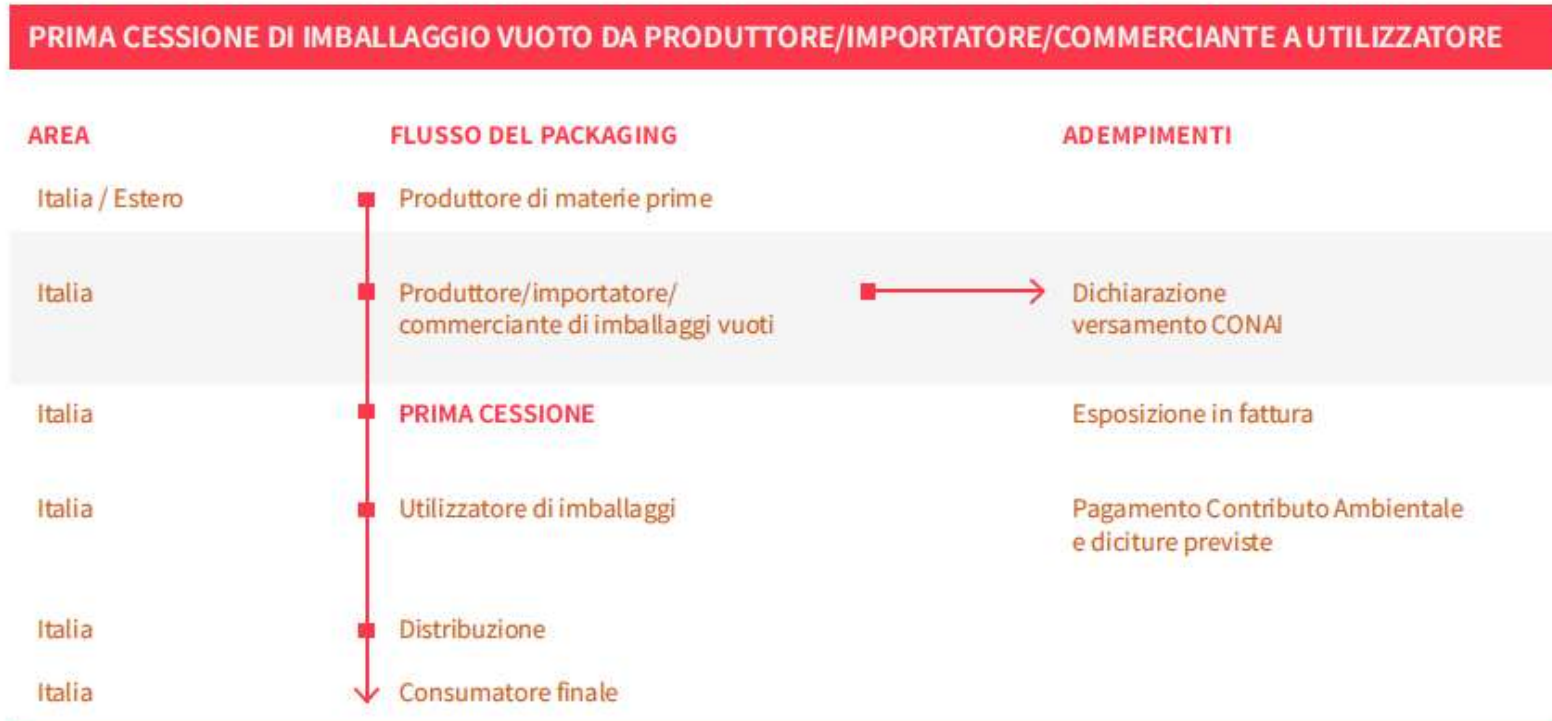 PRIMA CESSIONE DI IMBALLAGGIO VUOTO DA PRODUTTORE/IMPORTATORE/COMMERCIANTE A UTILIZZATORE
AREA FLUSSO DEL PACKAGING ADEMPIMENTI
Italia / Estero Produttore di materie prime
Italia Produttore/importatore/ Dichiarazione
commerciante di imballaggi vuoti versamento CONAI
Italia PRIMA CESSIONE Esposizione in fattura
Italia Utilizzatore di imballaggi Pagamento Contributo Ambientale
e diciture previste
Italia Distribuzione
Italia Consumatore finale